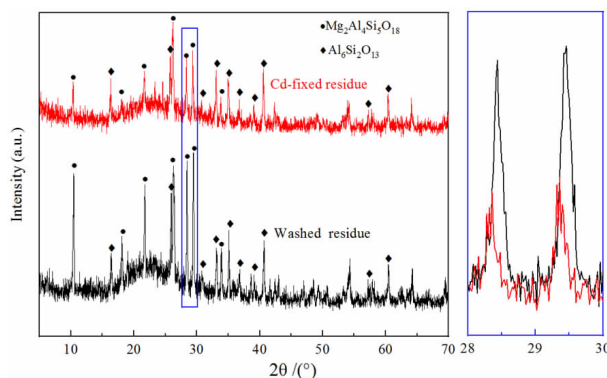 ●Mg₂Al₄Si₅O₁₈
◆Al₆Si₂O₁₃
Cd-fixed residue
Washed residue
Intensity (a.u.)
10 20 30 40 50 60 70
2θ /(°)
28 29 30